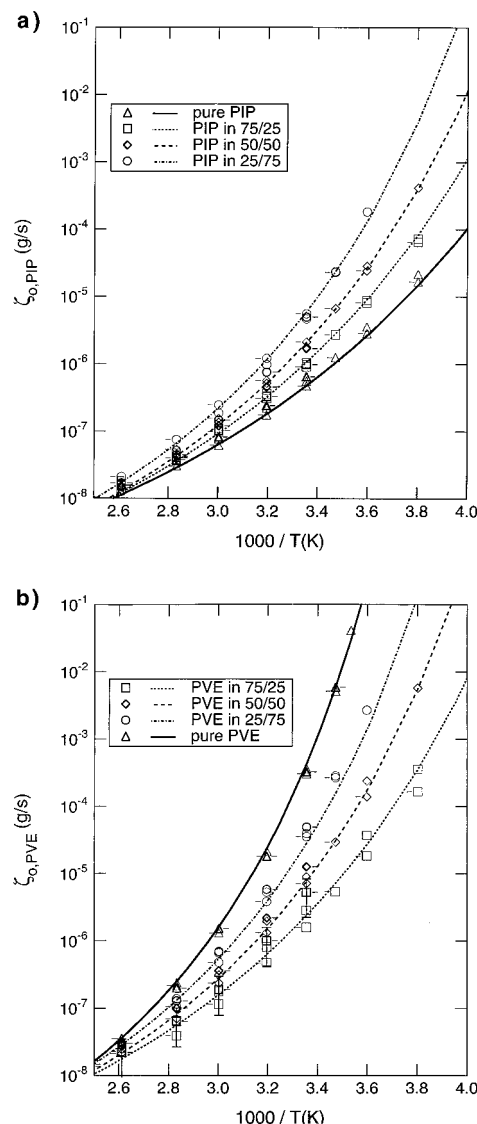 a)
10⁻¹
10⁻²
10⁻³
10⁻⁴
10⁻⁵
10⁻⁶
10⁻⁷
10⁻⁸
ζo,PIP (g/s)
pure PIP
PIP in 75/25
PIP in 50/50
PIP in 25/75
2.6 2.8 3.0 3.2 3.4 3.6 3.8 4.0
1000 / T(K)
b)
10⁻¹
10⁻²
10⁻³
10⁻⁴
10⁻⁵
10⁻⁶
10⁻⁷
10⁻⁸
ζo,PVE (g/s)
PVE in 75/25
PVE in 50/50
PVE in 25/75
pure PVE
2.6 2.8 3.0 3.2 3.4 3.6 3.8 4.0
1000 / T(K)